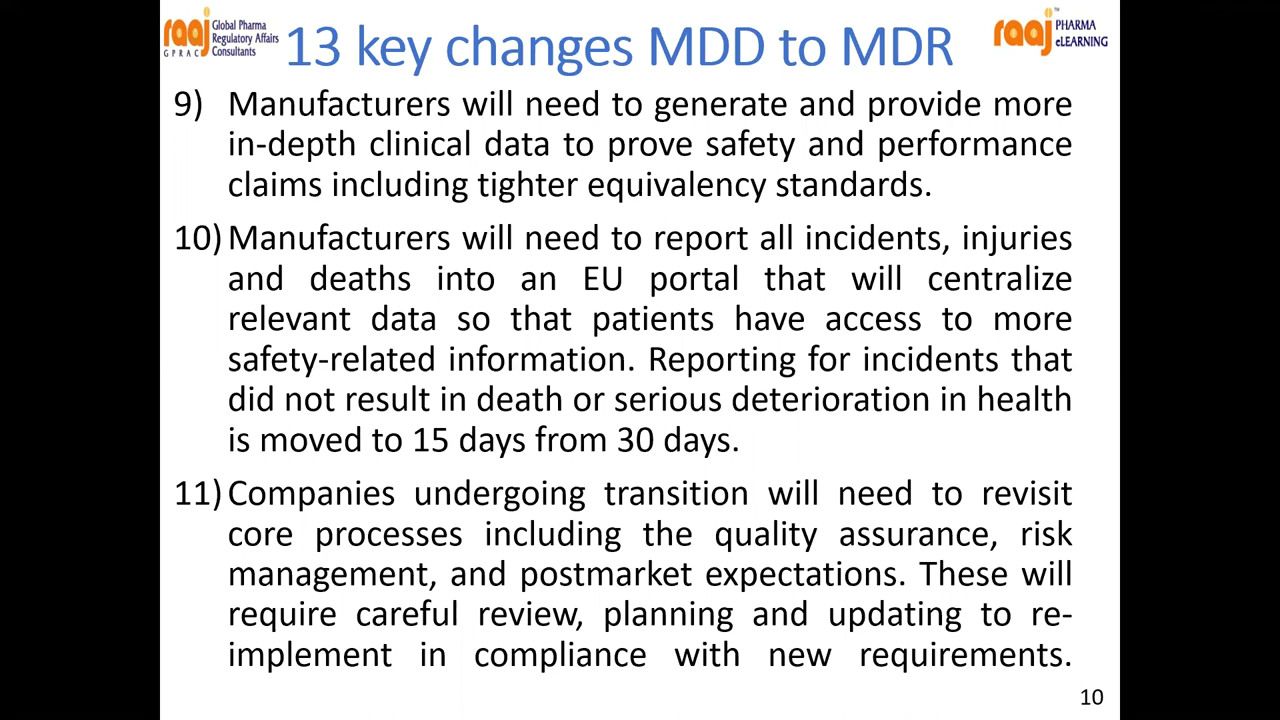 raaj
GPRAC
Global Pharma
Regulatory Affairs
Consultants
13 key changes MDD to MDR
raaj
™
PHARMA
eLEARNING
9) Manufacturers will need to generate and provide more
in-depth clinical data to prove safety and performance
claims including tighter equivalency standards.
10) Manufacturers will need to report all incidents, injuries
and deaths into an EU portal that will centralize
relevant data so that patients have access to more
safety-related information. Reporting for incidents that
did not result in death or serious deterioration in health
is moved to 15 days from 30 days.
11) Companies undergoing transition will need to revisit
core processes including the quality assurance, risk
management, and postmarket expectations. These will
require careful review, planning and updating to re-
implement in compliance with new requirements.
10